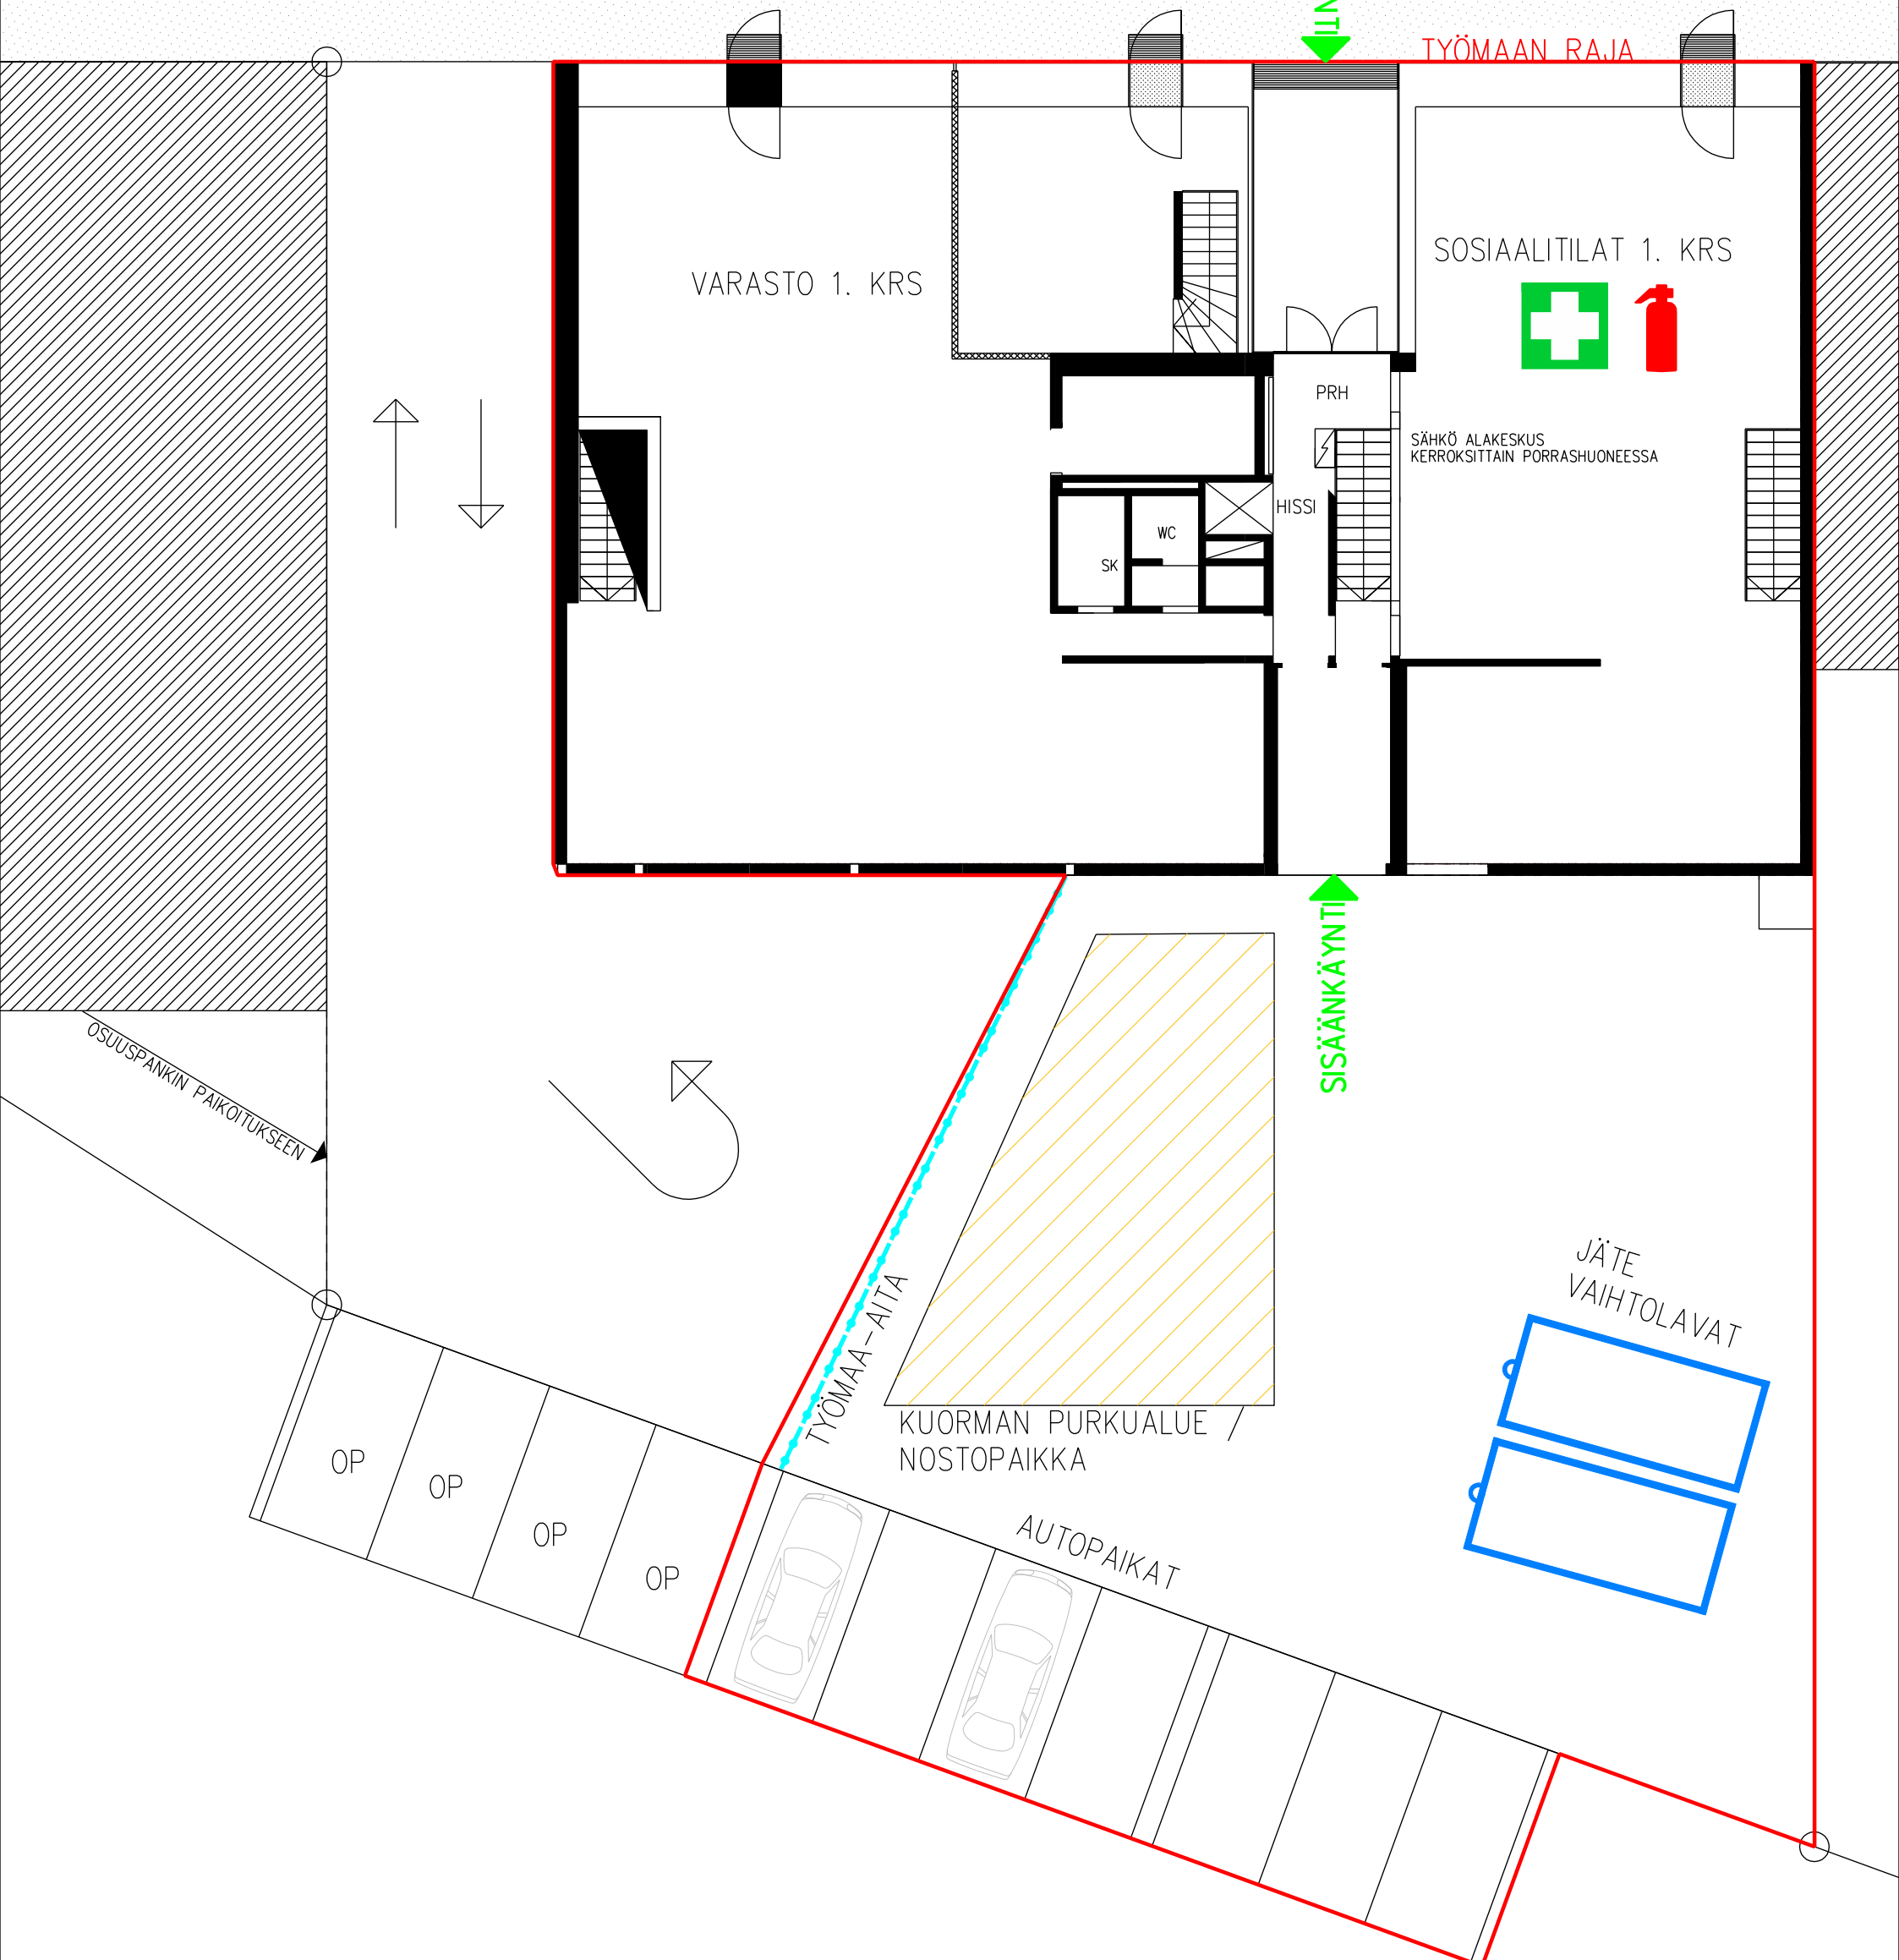 NTI
TYÖMAAN RAJA
SOSIAALITILAT 1. KRS
VARASTO 1. KRS
PRH
SÄHKÖ ALAKESKUS
KERROKSITTAIN PORRASHUONEESSA
HISSI
WC
SK
SISÄÄNKÄYNTI
OSUUSPANKIN PAIKOITUKSEEN
JÄTE
VAIHTOLAVAT
TYÖMAA-AITA
KUORMAN PURKUALUE
NOSTOPAIKKA
OP
OP
OP
OP
AUTOPAIKAT